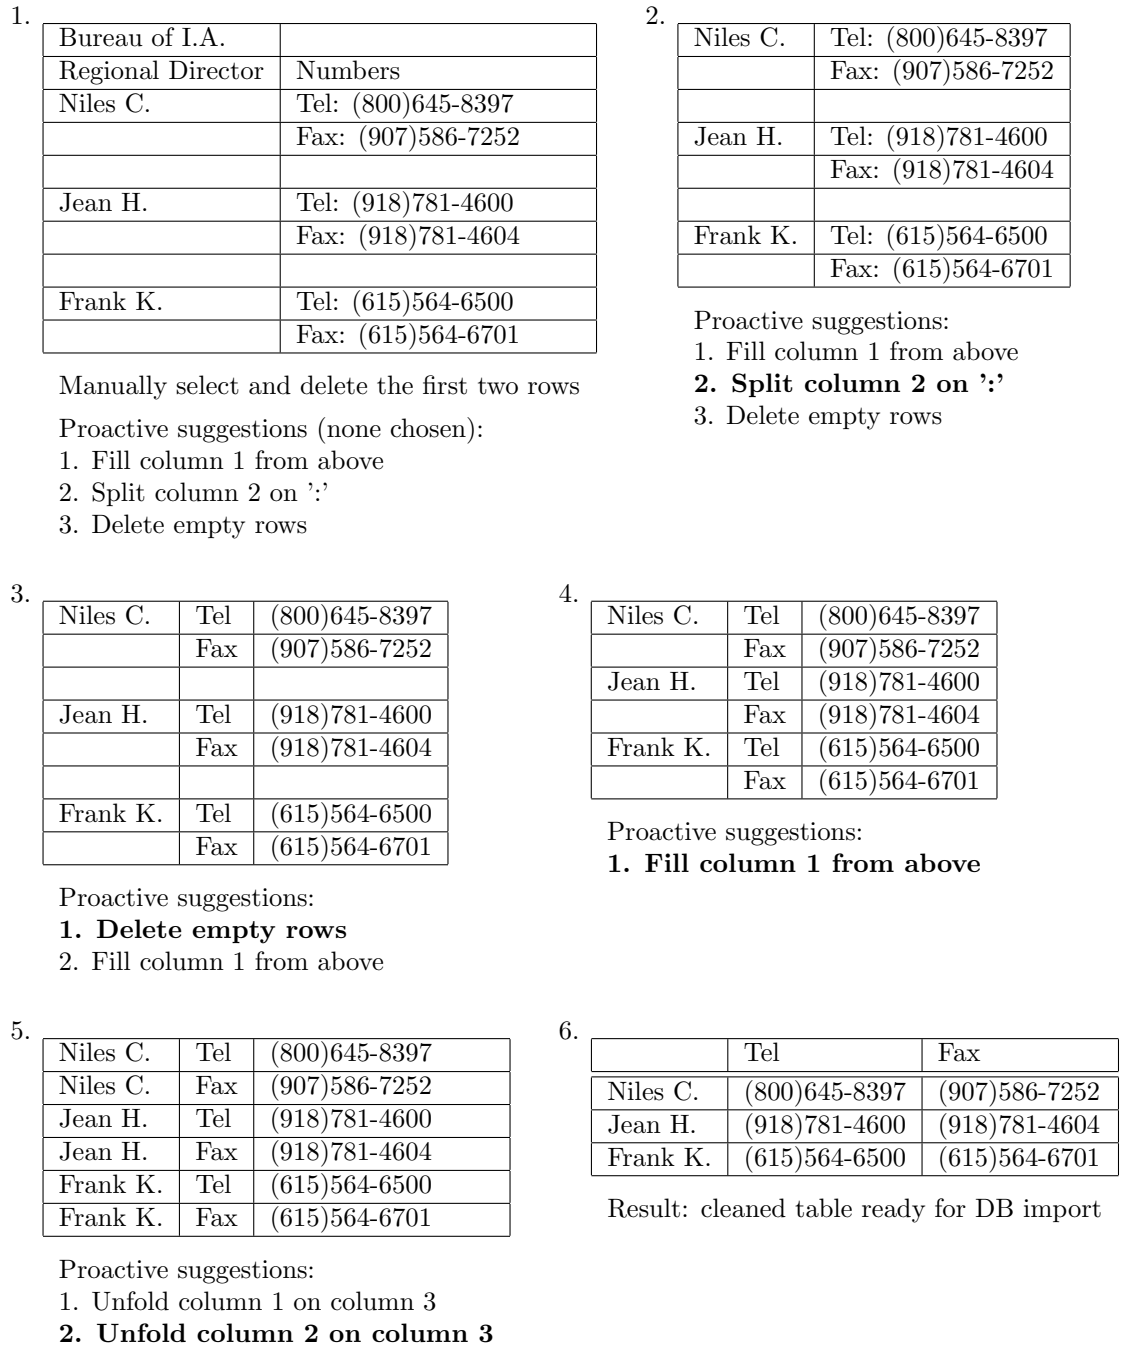 1.
Bureau of I.A.
Regional Director Numbers
Niles C. Tel: (800)645-8397
Fax: (907)586-7252
Jean H. Tel: (918)781-4600
Fax: (918)781-4604
Frank K. Tel: (615)564-6500
Fax: (615)564-6701
Manually select and delete the first two rows
Proactive suggestions (none chosen):
1. Fill column 1 from above
2. Split column 2 on ':'
3. Delete empty rows
2.
Niles C. Tel: (800)645-8397
Fax: (907)586-7252
Jean H. Tel: (918)781-4600
Fax: (918)781-4604
Frank K. Tel: (615)564-6500
Fax: (615)564-6701
Proactive suggestions:
1. Fill column 1 from above
2. Split column 2 on ':'
3. Delete empty rows
3.
Niles C. Tel (800)645-8397
Fax (907)586-7252
Jean H. Tel (918)781-4600
Fax (918)781-4604
Frank K. Tel (615)564-6500
Fax (615)564-6701
Proactive suggestions:
1. Delete empty rows
2. Fill column 1 from above
4.
Niles C. Tel (800)645-8397
Fax (907)586-7252
Jean H. Tel (918)781-4600
Fax (918)781-4604
Frank K. Tel (615)564-6500
Fax (615)564-6701
Proactive suggestions:
1. Fill column 1 from above
5.
Niles C. Tel (800)645-8397
Niles C. Fax (907)586-7252
Jean H. Tel (918)781-4600
Jean H. Fax (918)781-4604
Frank K. Tel (615)564-6500
Frank K. Fax (615)564-6701
Proactive suggestions:
1. Unfold column 1 on column 3
2. Unfold column 2 on column 3
6.
Tel Fax
Niles C. (800)645-8397 (907)586-7252
Jean H. (918)781-4600 (918)781-4604
Frank K. (615)564-6500 (615)564-6701
Result: cleaned table ready for DB import